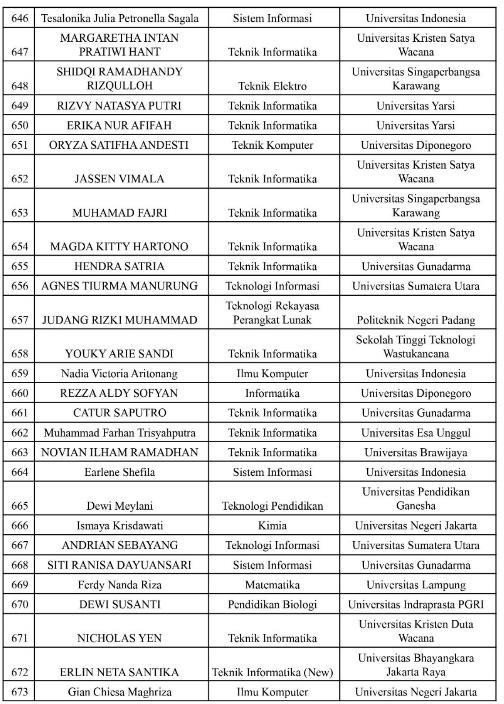 646 Tesalonika Julia Petronella Sagala Sistem Informasi Universitas Indonesia
647 MARGARETHA INTAN PRATIWI HANT Teknik Informatika Universitas Kristen Satya Wacana
648 SHIDQI RAMADHANDY RIZQULLOH Teknik Elektro Universitas Singaperbangsa Karawang
649 RIZVY NATASYA PUTRI Teknik Informatika Universitas Yarsi
650 ERIKA NUR AFIFAH Teknik Informatika Universitas Yarsi
651 ORYZA SATIFHA ANDESTI Teknik Komputer Universitas Diponegoro
652 JASSEN VIMALA Teknik Informatika Universitas Kristen Satya Wacana
653 MUHAMAD FAJRI Teknik Informatika Universitas Singaperbangsa Karawang
654 MAGDA KITTY HARTONO Teknik Informatika Universitas Kristen Satya Wacana
655 HENDRA SATRIA Teknik Informatika Universitas Gunadarma
656 AGNES TIURMA MANURUNG Teknologi Informasi Universitas Sumatera Utara
657 JUDANG RIZKI MUHAMMAD Teknologi Rekayasa Perangkat Lunak Politeknik Negeri Padang
658 YOUKY ARIE SANDI Teknik Informatika Sekolah Tinggi Teknologi Wastukancana
659 Nadia Victoria Aritonang Ilmu Komputer Universitas Indonesia
660 REZZA ALDY SOFYAN Informatika Universitas Diponegoro
661 CATUR SAPUTRO Teknik Informatika Universitas Gunadarma
662 Muhammad Farhan Trisyahputra Teknik Informatika Universitas Esa Unggul
663 NOVIAN ILHAM RAMADHAN Teknik Informatika Universitas Brawijaya
664 Earlene Shefila Sistem Informasi Universitas Indonesia
665 Dewi Meylani Teknologi Pendidikan Universitas Pendidikan Ganesha
666 Ismaya Krisdawati Kimia Universitas Negeri Jakarta
667 ANDRIAN SEBAYANG Teknologi Informasi Universitas Sumatera Utara
668 SITI RANISA DAYUANSARI Sistem Informasi Universitas Gunadarma
669 Ferdy Nanda Riza Matematika Universitas Lampung
670 DEWI SUSANTI Pendidikan Biologi Universitas Indraprasta PGRI
671 NICHOLAS YEN Teknik Informatika Universitas Kristen Duta Wacana
672 ERLIN NETA SANTIKA Teknik Informatika (New) Universitas Bhayangkara Jakarta Raya
673 Gian Chiesa Maghriza Ilmu Komputer Universitas Negeri Jakarta